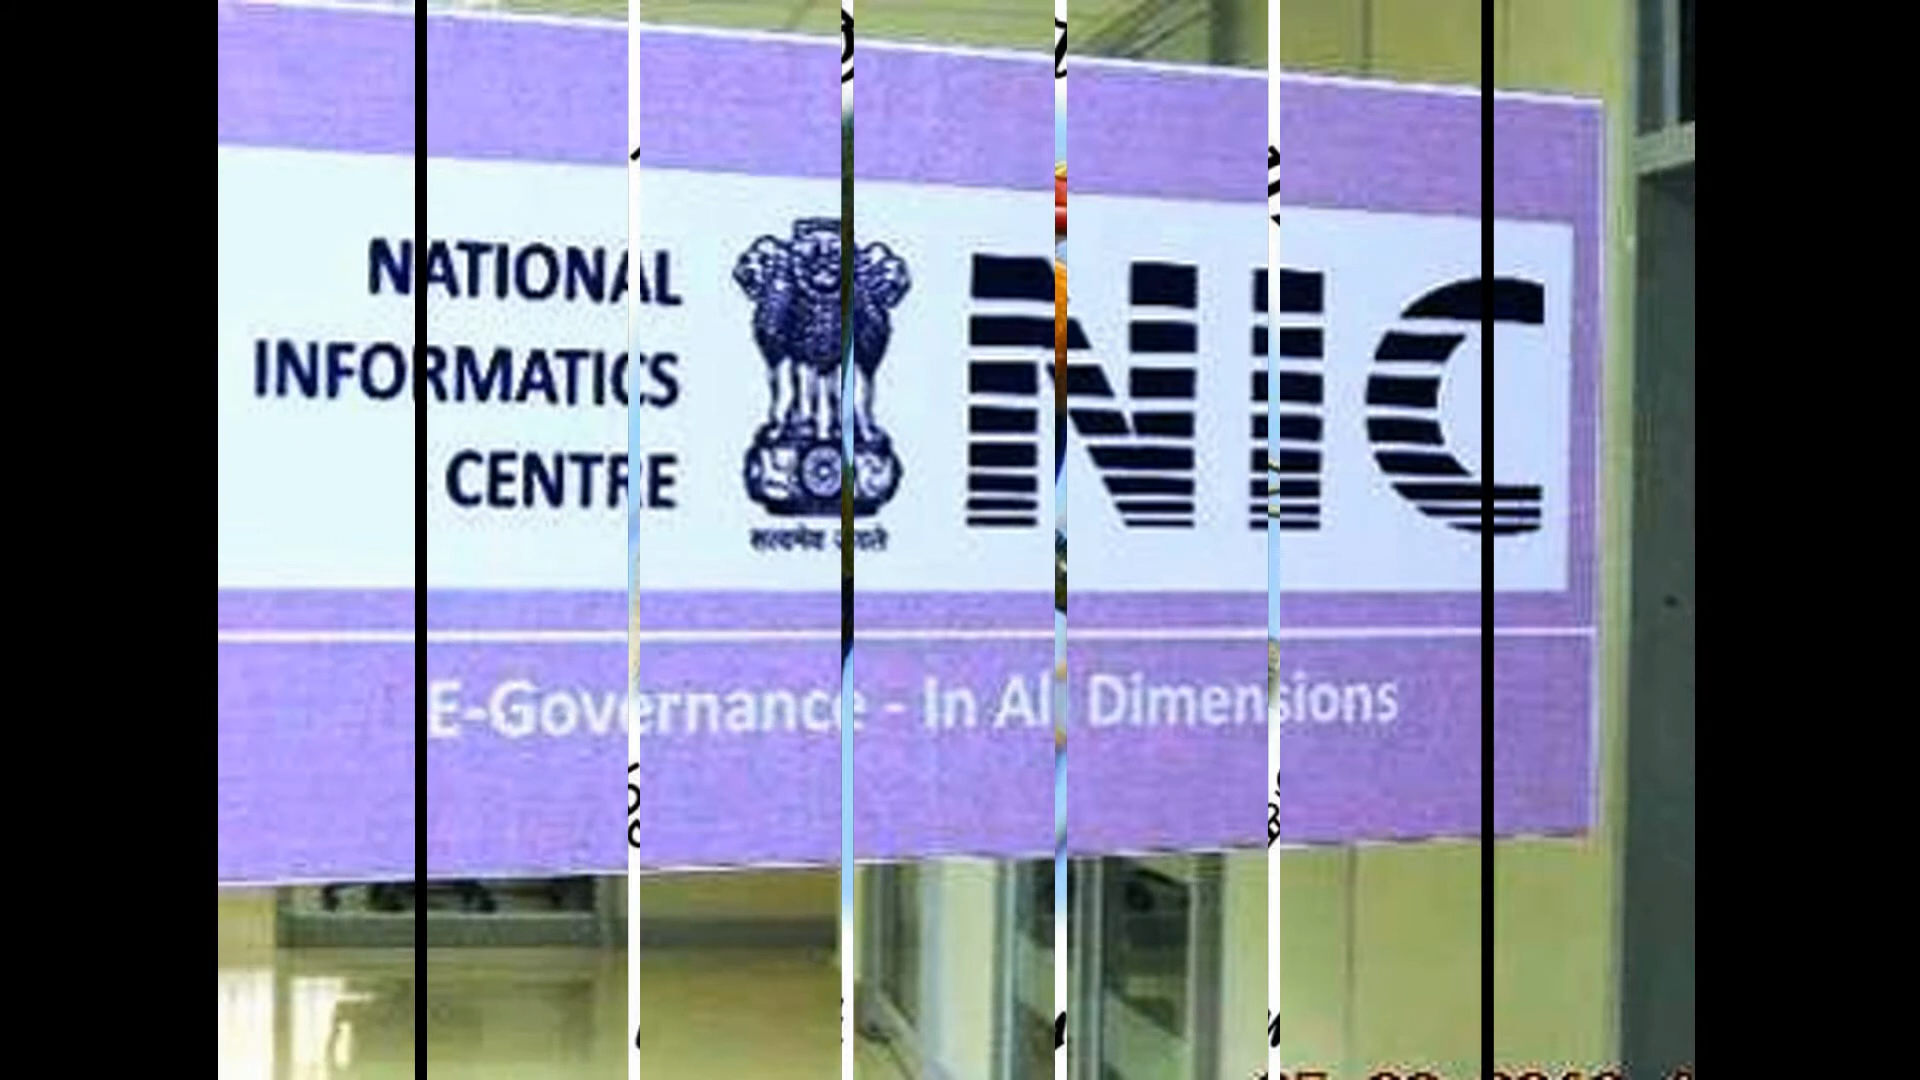 NATIONAL
INFORMATICS
CENTRE
सत्यमेव जयते
NIC
E-Governance - In All Dimensions